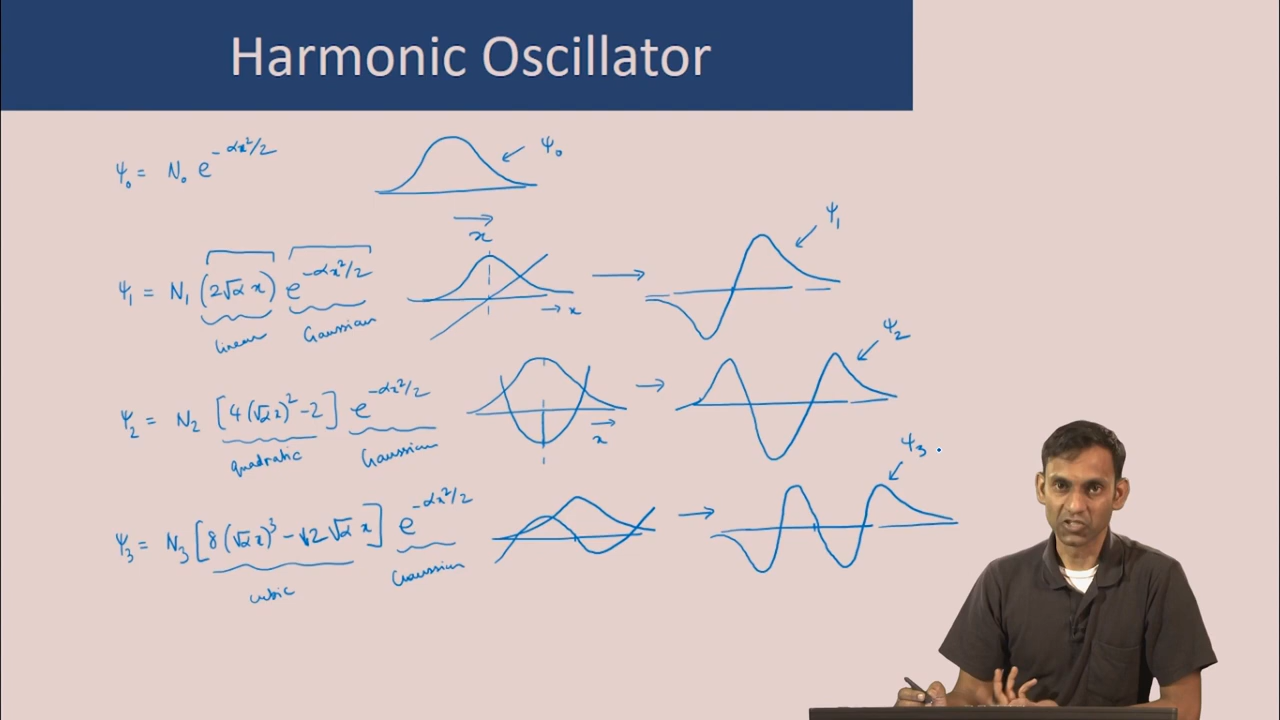 Harmonic Oscillator
ψ₀ = N₀ e^(-αx²/2)
ψ₀
x
ψ₁
ψ₁ = N₁ (2√α x) e^(-αx²/2)
→ x
linear Gaussian
ψ₂
ψ₂ = N₂ [4(√α x)² - 2] e^(-αx²/2)
x
quadratic Gaussian
ψ₃
ψ₃ = N₃ [8(√α x)³ - 12√α x] e^(-αx²/2)
cubic Gaussian